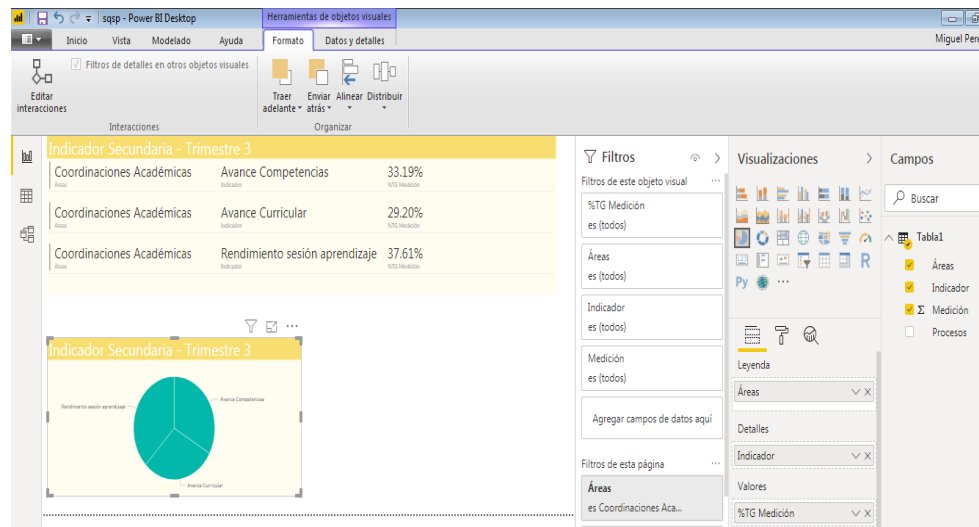 sqsp - Power BI Desktop
Herramientas de objetos visuales
Inicio Vista Modelado Ayuda Formato Datos y detalles
Miguel Pere
Editar interacciones
Filtros de detalles en otros objetos visuales
Traer adelante
Enviar atrás
Alinear
Distribuir
Interacciones
Organizar
Indicador Secundaria - Trimestre 3
Coordinaciones Académicas Avance Competencias 33.19%
Áreas Indicador %TG Medición
Coordinaciones Académicas Avance Curricular 29.20%
Áreas Indicador %TG Medición
Coordinaciones Académicas Rendimiento sesión aprendizaje 37.61%
Áreas Indicador %TG Medición
Indicador Secundaria - Trimestre 3
Rendimiento sesión aprendizaje
Avance Competencias
Avance Curricular
Filtros
Filtros de este objeto visual
%TG Medición
es (todos)
Áreas
es (todos)
Indicador
es (todos)
Medición
es (todos)
Agregar campos de datos aquí
Filtros de esta página
Áreas
es Coordinaciones Aca...
Visualizaciones
R
Py
Leyenda
Áreas
Detalles
Indicador
Valores
%TG Medición
Campos
Buscar
Tabla1
Áreas
Indicador
Σ Medición
Procesos